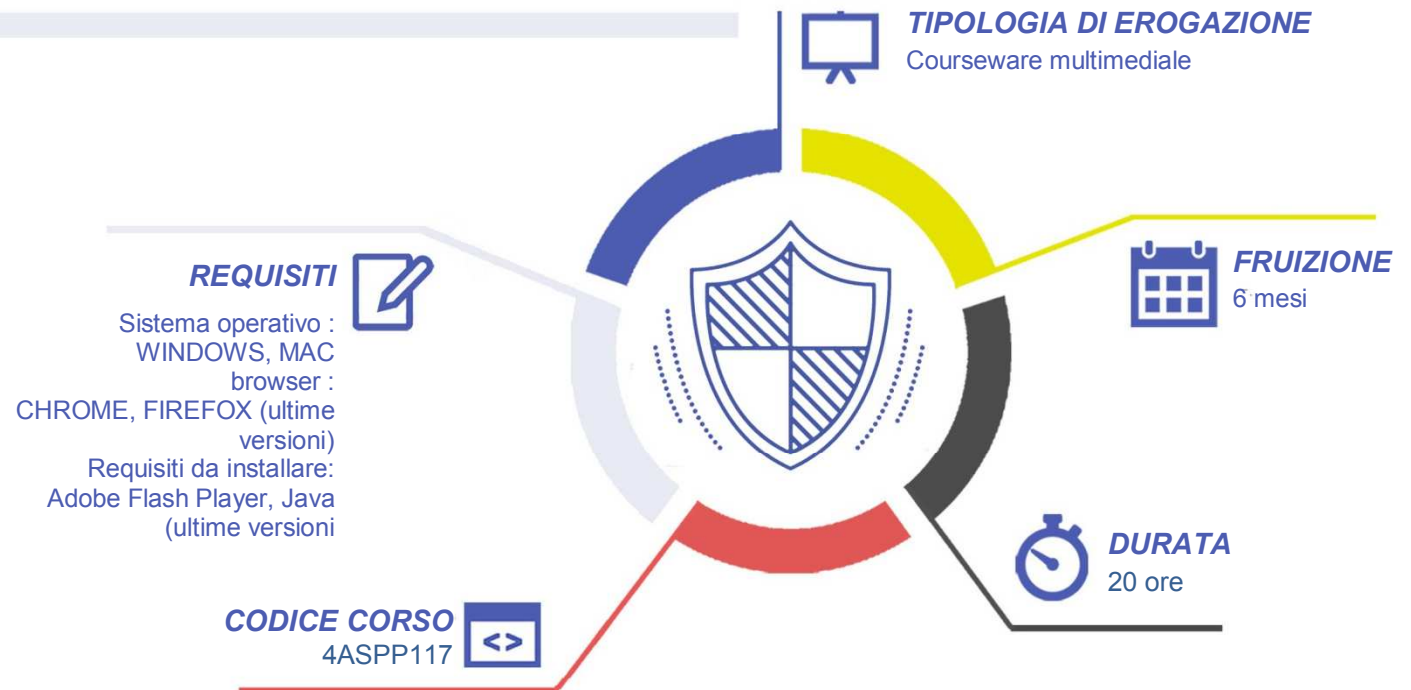 TIPOLOGIA DI EROGAZIONE
Courseware multimediale
REQUISITI
Sistema operativo :
WINDOWS, MAC
browser :
CHROME, FIREFOX (ultime
versioni)
Requisiti da installare:
Adobe Flash Player, Java
(ultime versioni
FRUIZIONE
6 mesi
DURATA
20 ore
CODICE CORSO
4ASPP117
<>